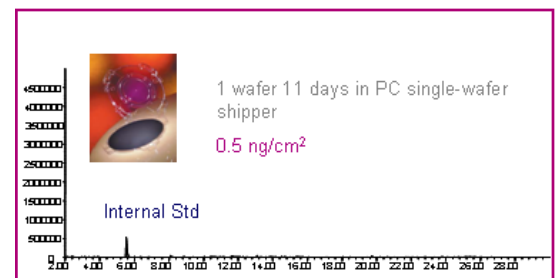 1 wafer 11 days in PC single-wafer
shipper
0.5 ng/cm²
Internal Std
4500000
4000000
3500000
3000000
2500000
2000000
1500000
1000000
500000
0
2.00 4.00 6.00 8.00 10.00 12.00 14.00 16.00 18.00 20.00 22.00 24.00 26.00 28.00